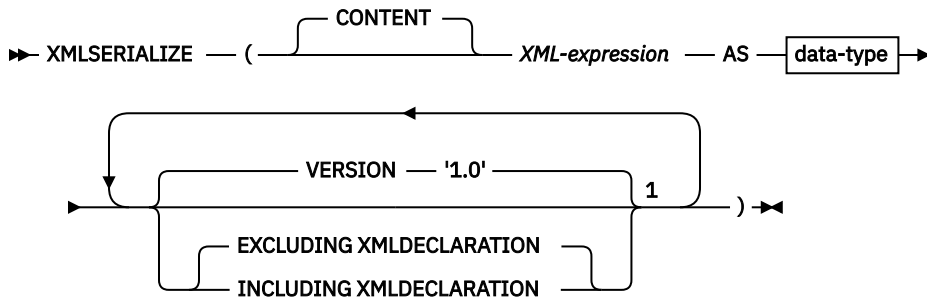 CONTENT
XMLSERIALIZE ( XML-expression AS data-type
VERSION '1.0'
1
)
EXCLUDING XMLDECLARATION
INCLUDING XMLDECLARATION